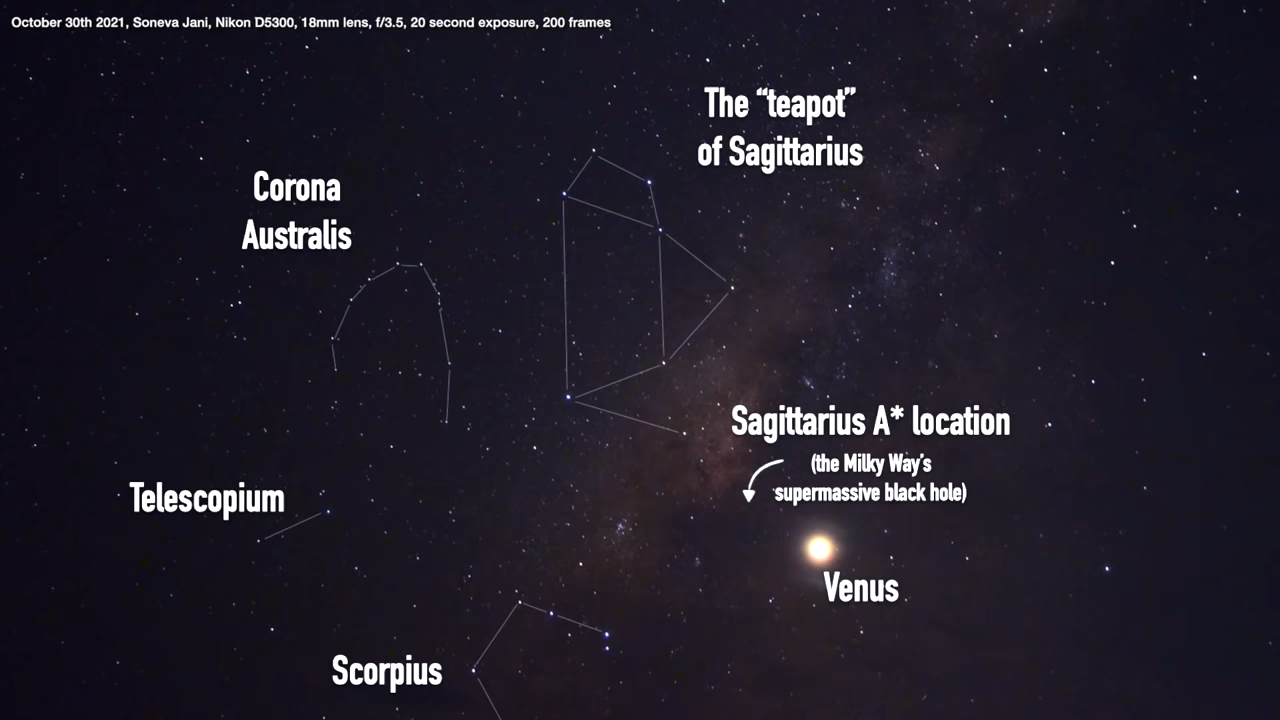 October 30th 2021, Soneva Jani, Nikon D5300, 18mm lens, f/3.5, 20 second exposure, 200 frames
The “teapot”
of Sagittarius
Corona
Australis
Sagittarius A* location
(the Milky Way’s
supermassive black hole)
Telescopium
Venus
Scorpius